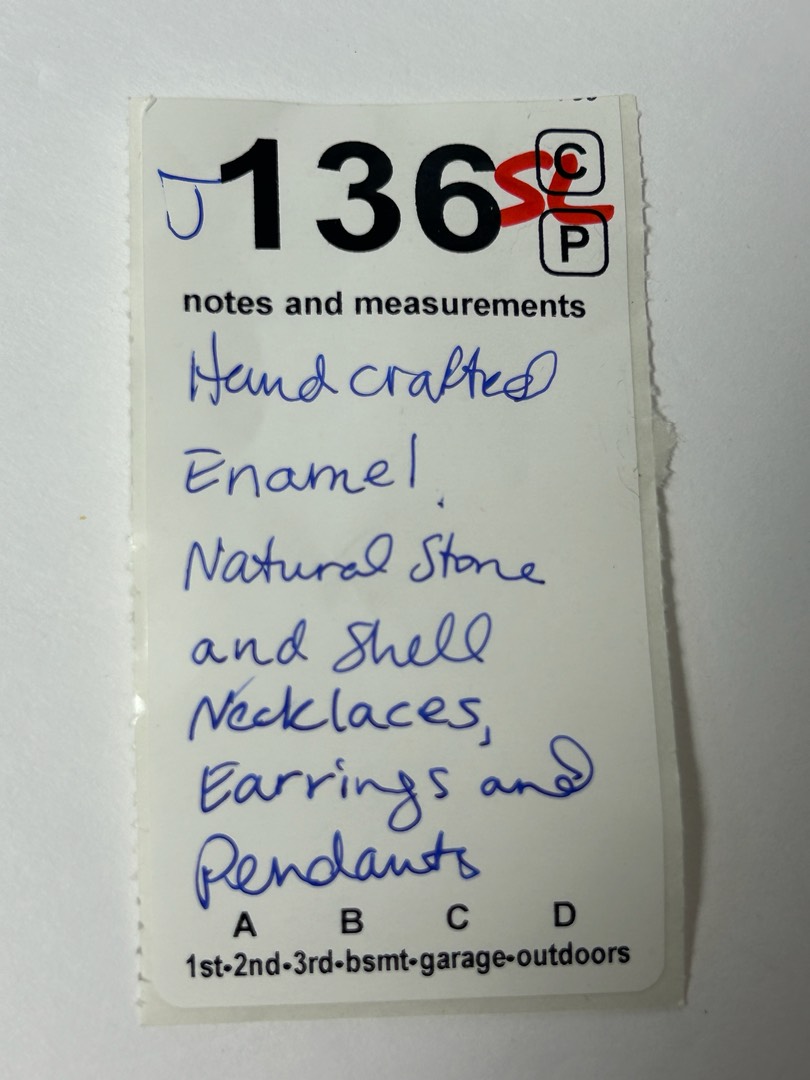 J 136 SL C
P
notes and measurements
Handcrafted
Enamel,
Natural Stone
and Shell
Necklaces,
Earrings and
Pendants
A B C D
1st-2nd-3rd-bsmt-garage-outdoors